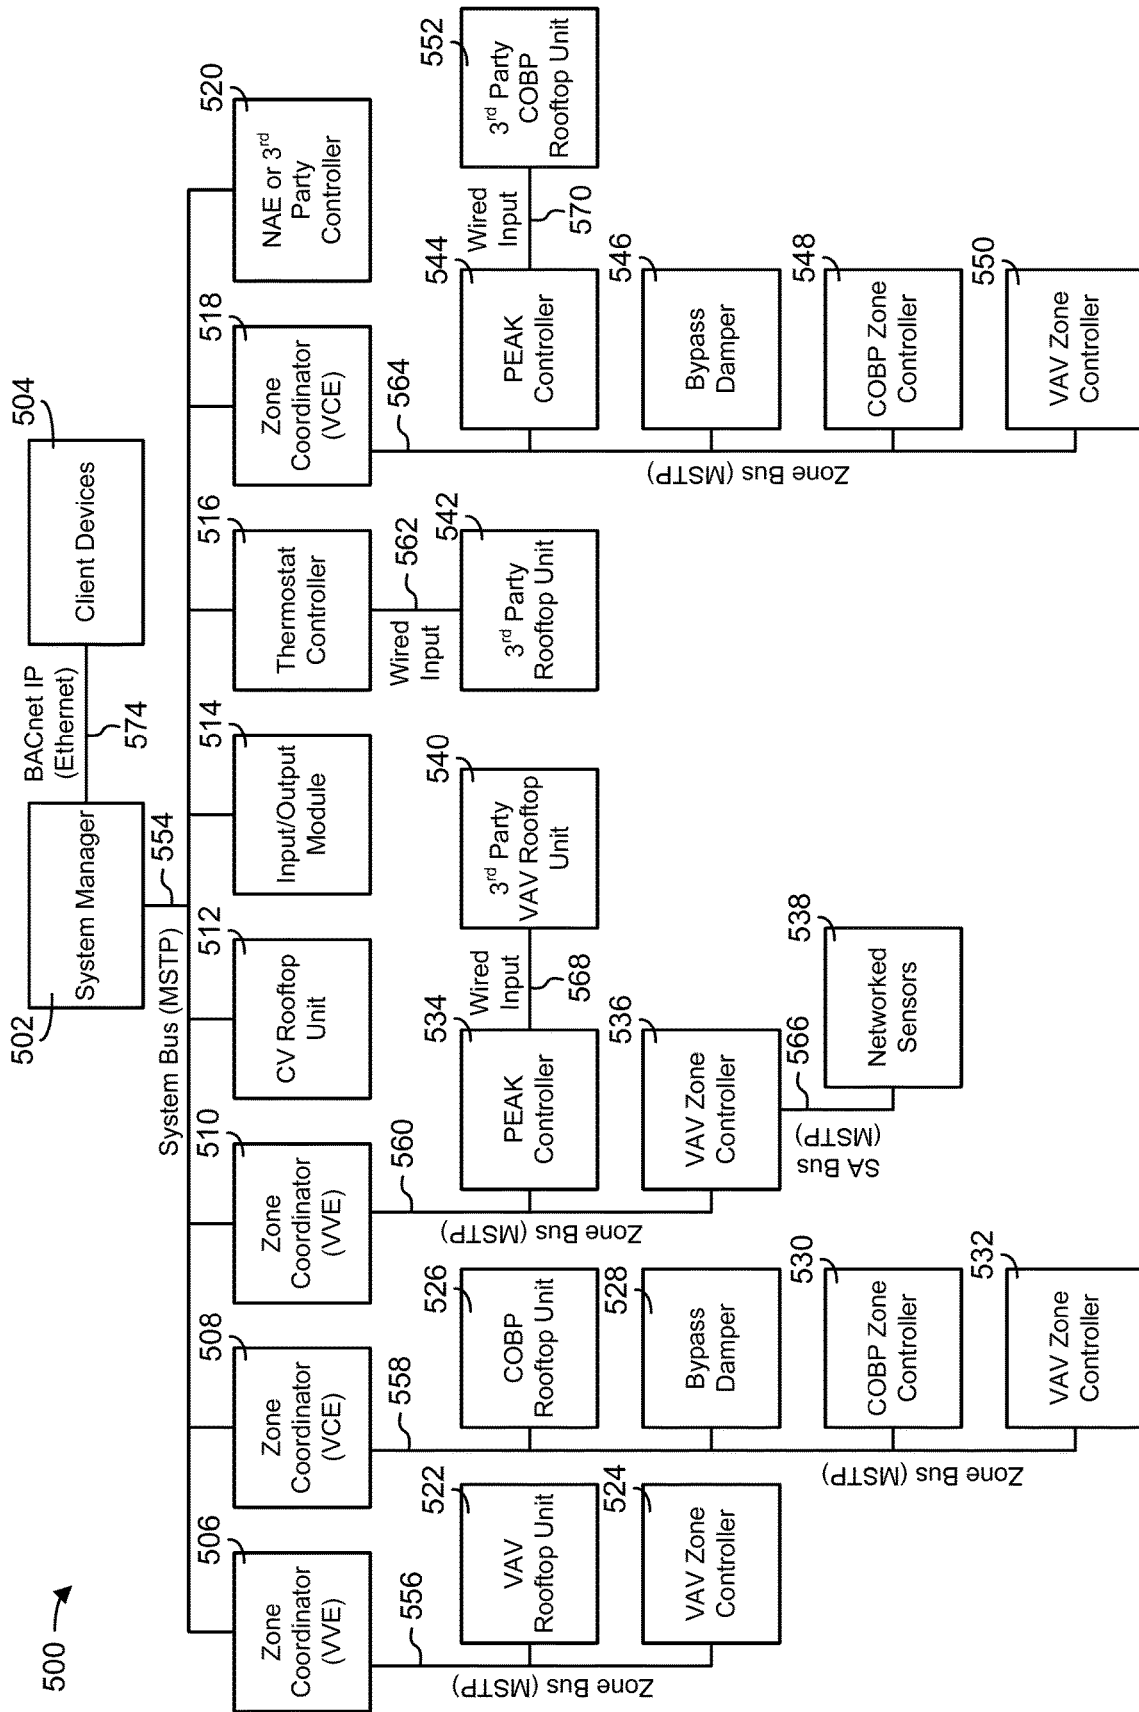 500
502
System Manager
BACnet IP
(Ethernet)
574
504
Client Devices
System Bus (MSTP)
554
506
Zone
Coordinator
(VVE)
508
Zone
Coordinator
(VCE)
510
Zone
Coordinator
(VVE)
512
CV Rooftop
Unit
514
Input/Output
Module
516
Thermostat
Controller
518
Zone
Coordinator
(VCE)
520
NAE or 3rd
Party
Controller
556
Zone Bus (MSTP)
522
VAV
Rooftop Unit
524
VAV Zone
Controller
558
Zone Bus (MSTP)
526
COBP
Rooftop Unit
528
Bypass
Damper
530
COBP Zone
Controller
532
VAV Zone
Controller
560
Zone Bus (MSTP)
534
PEAK
Controller
Wired
Input
568
540
3rd Party
VAV Rooftop
Unit
536
VAV Zone
Controller
SA Bus
(MSTP)
566
538
Networked
Sensors
Wired
Input
562
542
3rd Party
Rooftop Unit
564
Zone Bus (MSTP)
544
PEAK
Controller
Wired
Input
570
552
3rd Party
COBP
Rooftop Unit
546
Bypass
Damper
548
COBP Zone
Controller
550
VAV Zone
Controller